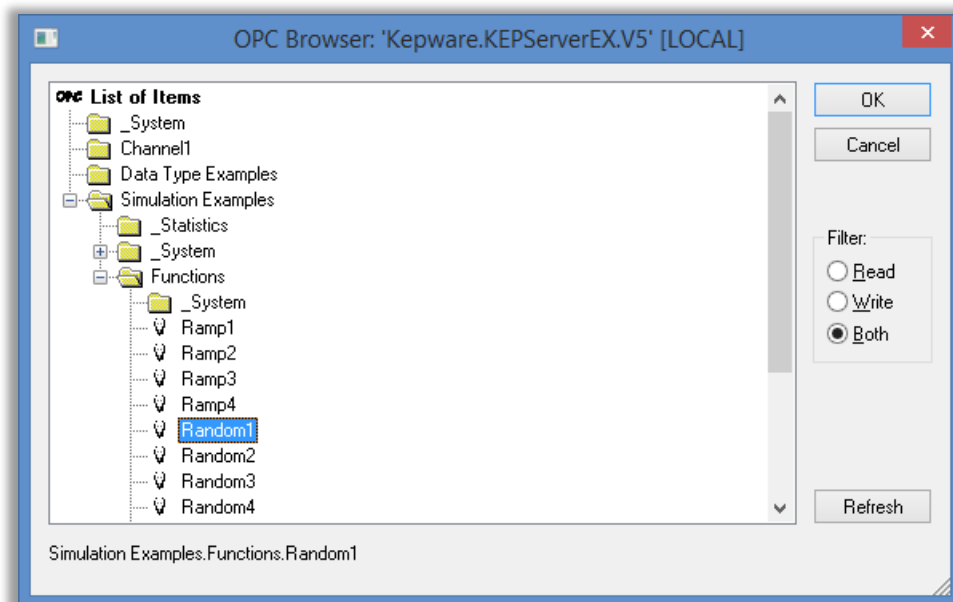 OPC Browser: 'Kepware.KEPServerEX.V5' [LOCAL]
OPC List of Items
_System
Channel1
Data Type Examples
Simulation Examples
_Statistics
_System
Functions
_System
Ramp1
Ramp2
Ramp3
Ramp4
Random1
Random2
Random3
Random4
Simulation Examples.Functions.Random1
OK
Cancel
Filter:
Read
Write
Both
Refresh